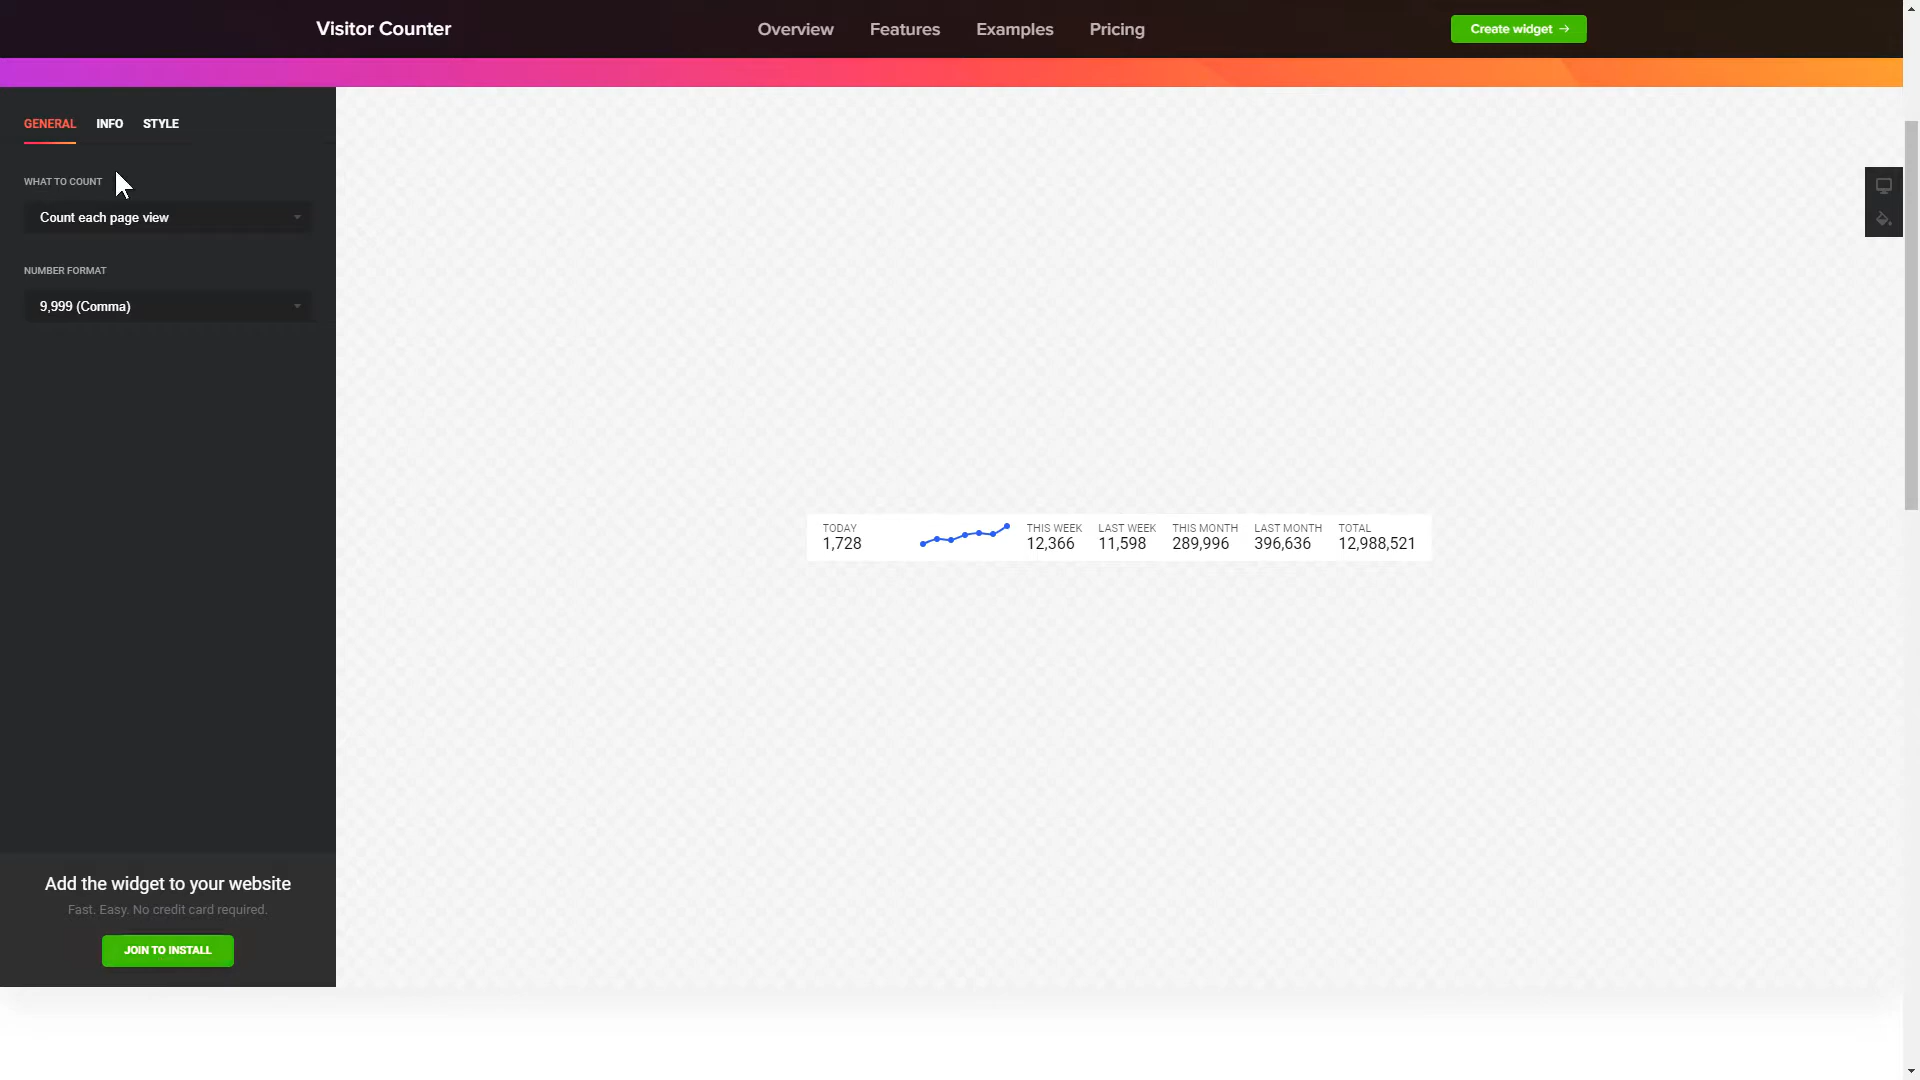 Visitor Counter
Overview
Features
Examples
Pricing
Create widget →
GENERAL
INFO
STYLE
WHAT TO COUNT
Count each page view
NUMBER FORMAT
9,999 (Comma)
TODAY
1,728
THIS WEEK
12,366
LAST WEEK
11,598
THIS MONTH
289,996
LAST MONTH
396,636
TOTAL
12,988,521
Add the widget to your website
Fast. Easy. No credit card required.
JOIN TO INSTALL